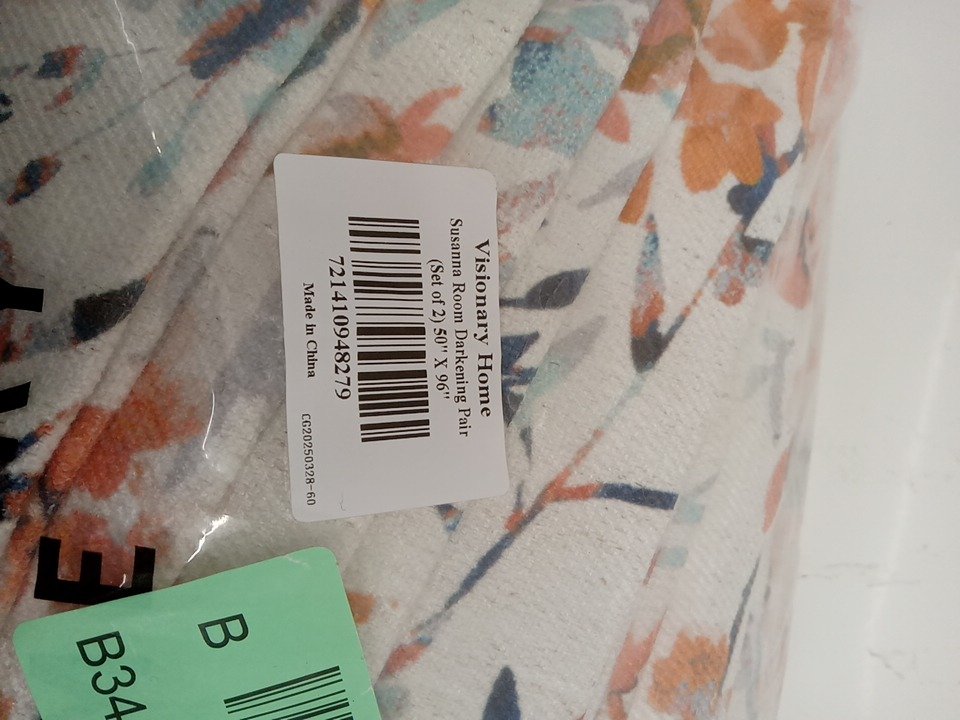 Visionary Home
Susanna Room Darkening Pair
(Set of 2) 50" X 96"
721410948279
Made in China
CG20250328-60
B
B34
E